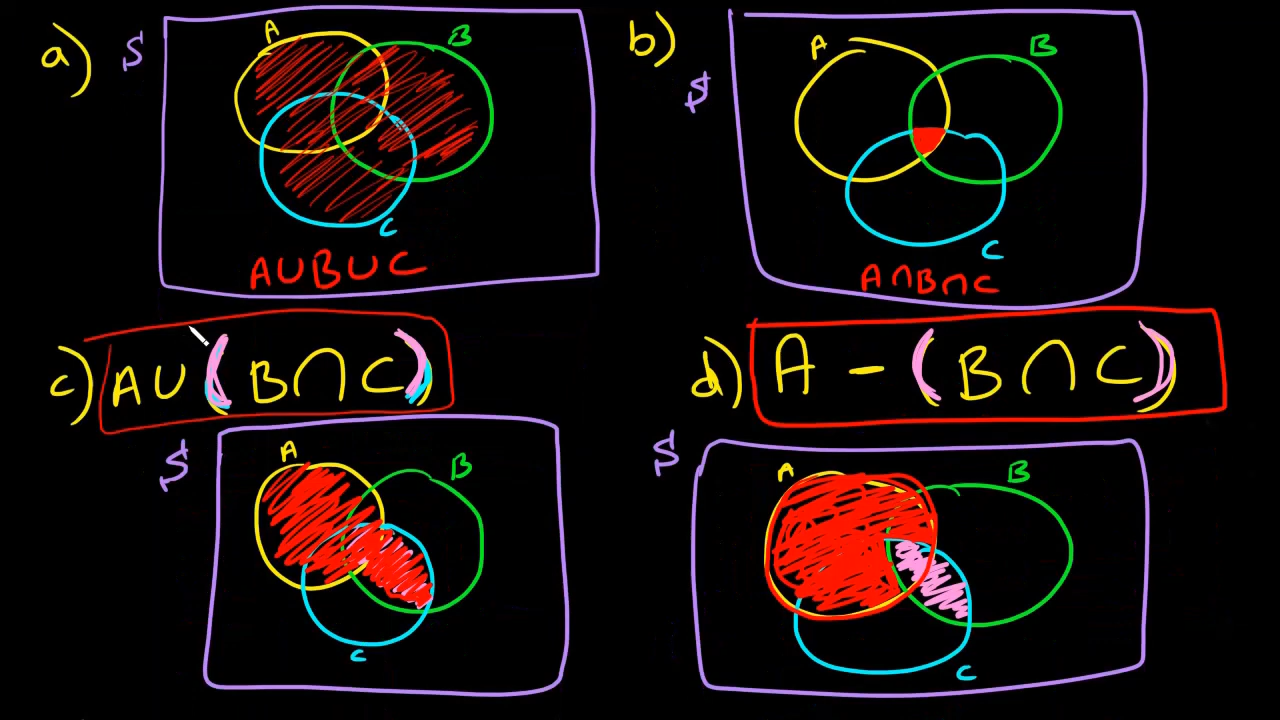 a) S A B
C
A∪B∪C
b) S A B
C
A∩B∩C
c) A∪(B∩C)
S A B
C
d) A - (B∩C)
S A B
C